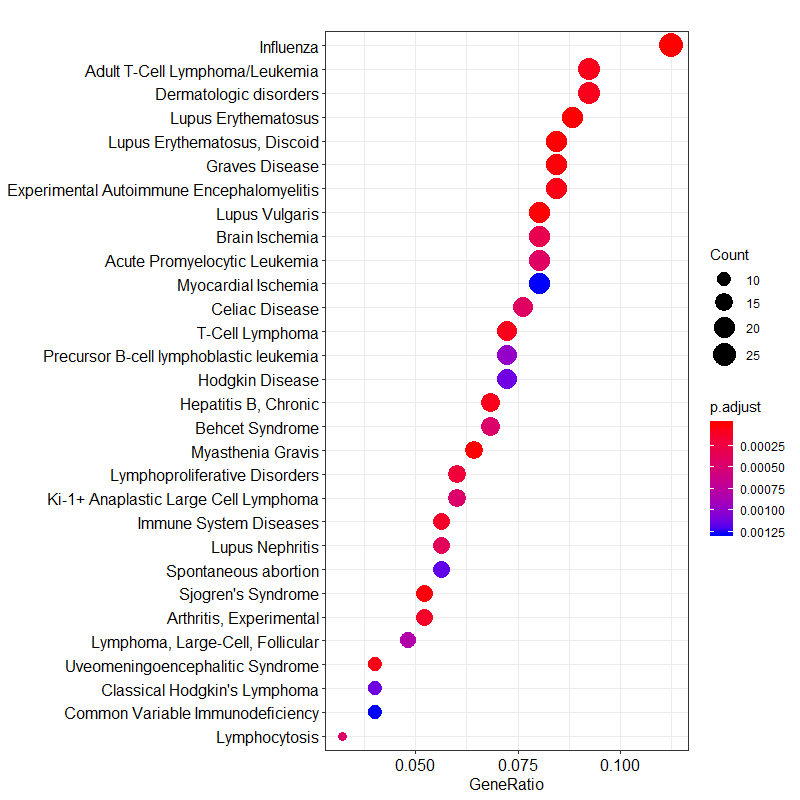 Influenza
Adult T-Cell Lymphoma/Leukemia
Dermatologic disorders
Lupus Erythematosus
Lupus Erythematosus, Discoid
Graves Disease
Experimental Autoimmune Encephalomyelitis
Lupus Vulgaris
Brain Ischemia
Acute Promyelocytic Leukemia
Myocardial Ischemia
Celiac Disease
T-Cell Lymphoma
Precursor B-cell lymphoblastic leukemia
Hodgkin Disease
Hepatitis B, Chronic
Behcet Syndrome
Myasthenia Gravis
Lymphoproliferative Disorders
Ki-1+ Anaplastic Large Cell Lymphoma
Immune System Diseases
Lupus Nephritis
Spontaneous abortion
Sjogren's Syndrome
Arthritis, Experimental
Lymphoma, Large-Cell, Follicular
Uveomeningoencephalitic Syndrome
Classical Hodgkin's Lymphoma
Common Variable Immunodeficiency
Lymphocytosis
0.050 0.075 0.100
GeneRatio
Count
10
15
20
25
p.adjust
0.00025
0.00050
0.00075
0.00100
0.00125